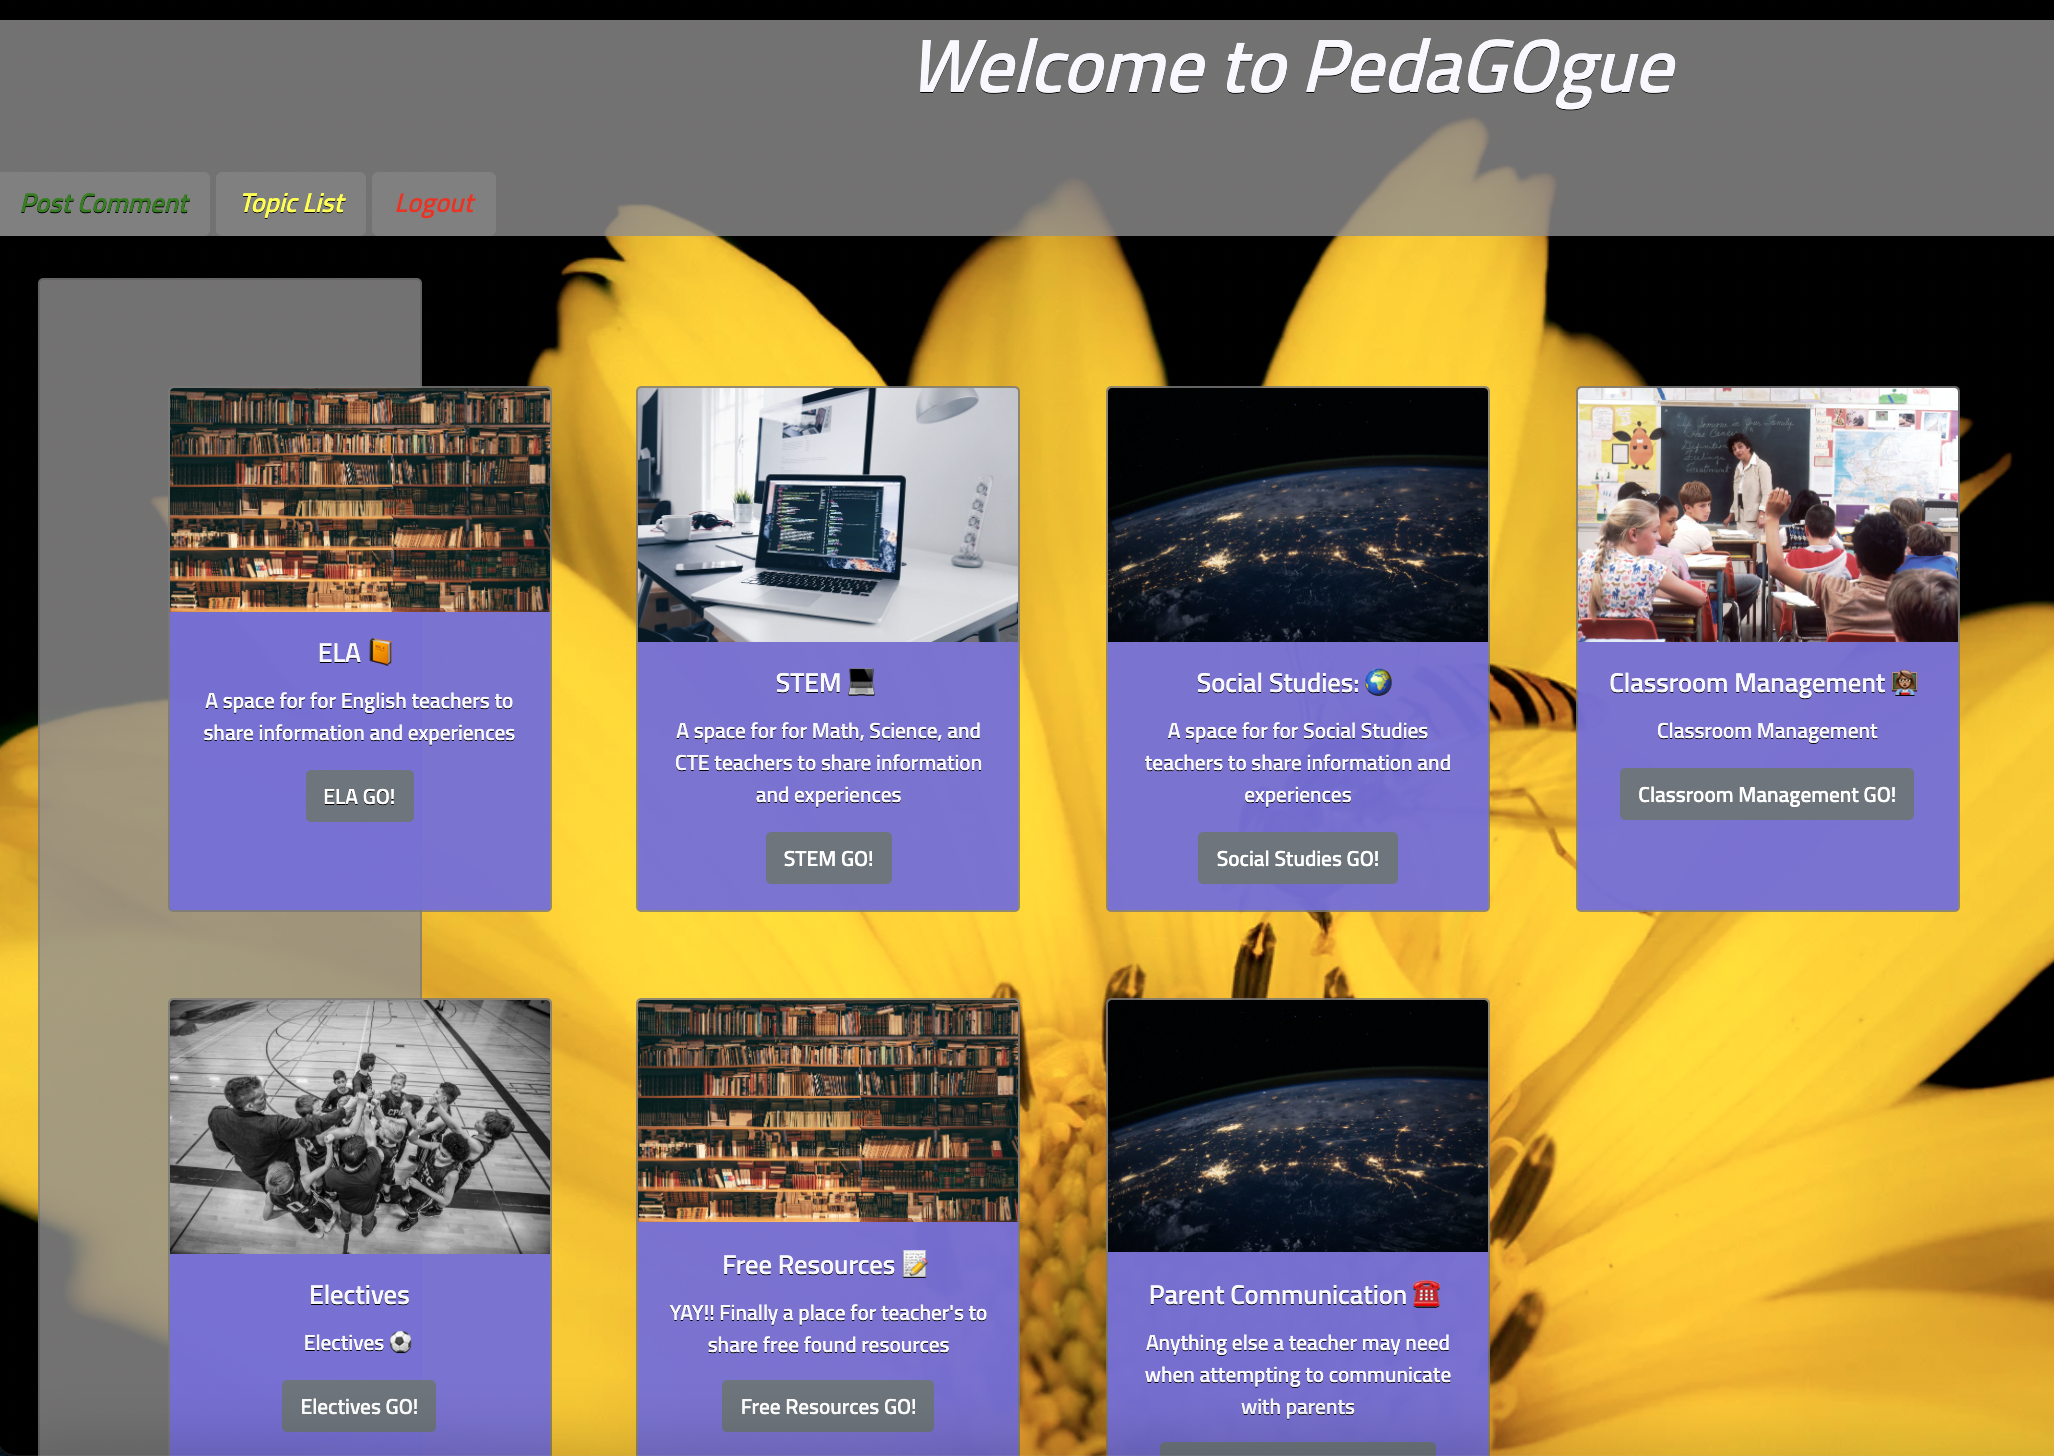 Welcome to PedaGOgue
Post Comment
Topic List
Logout
ELA 📙
A space for for English teachers to
share information and experiences
ELA GO!
STEM 💻
A space for for Math, Science, and
CTE teachers to share information
and experiences
STEM GO!
Social Studies: 🌍
A space for for Social Studies
teachers to share information and
experiences
Social Studies GO!
Classroom Management 👩🏽‍🏫
Classroom Management
Classroom Management GO!
Electives
Electives ⚽
Electives GO!
Free Resources 📝
YAY!! Finally a place for teacher's to
share free found resources
Free Resources GO!
Parent Communication ☎️
Anything else a teacher may need
when attempting to communicate
with parents